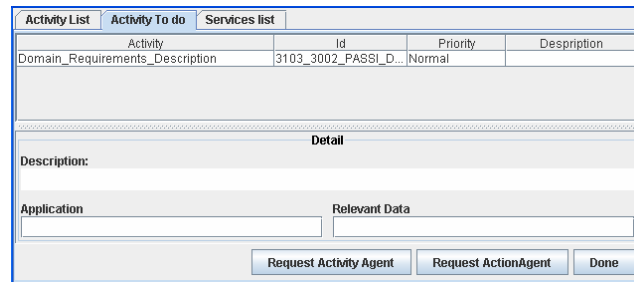 Activity List Activity To do Services list
Activity Id Priority Despription
Domain_Requirements_Description 3103_3002_PASSI_D... Normal
Detail
Description:
Application Relevant Data
Request Activity Agent Request ActionAgent Done